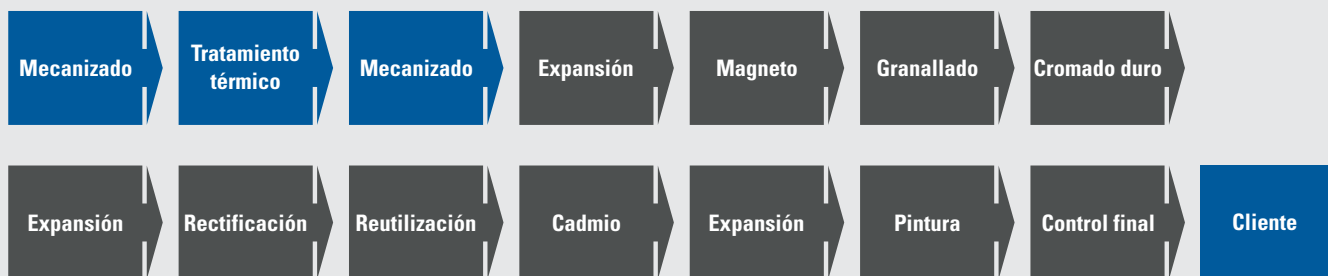 Mecanizado
Tratamiento
térmico
Mecanizado
Expansión
Magneto
Granallado
Cromado duro
Expansión
Rectificación
Reutilización
Cadmio
Expansión
Pintura
Control final
Cliente